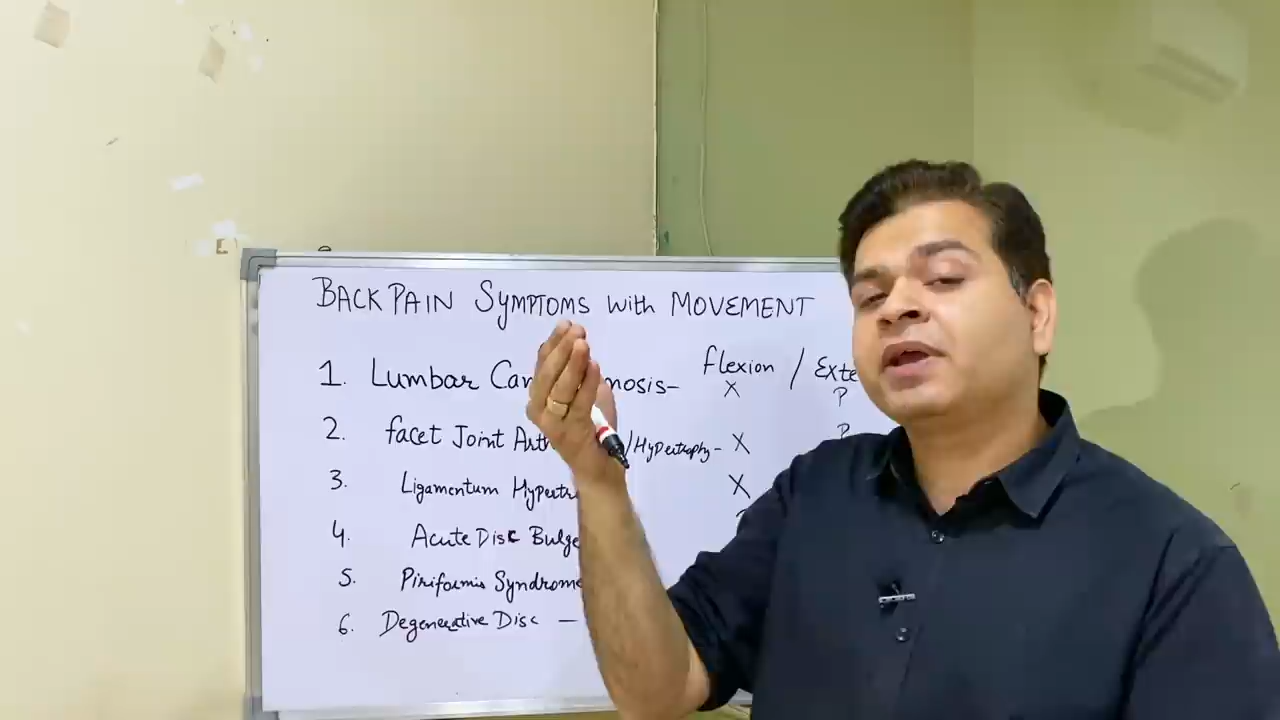 BACK PAIN SYMPTOMS with MOVEMENT
1. Lumbar Can nosis- flexion / Exte
X P
2. facet Joint Arth /Hypertrophy- X P
3. Ligamentum Hypert X
4. Acute Disc Bulge
5. Piriformis Syndrome
6. Degenerative Disc —